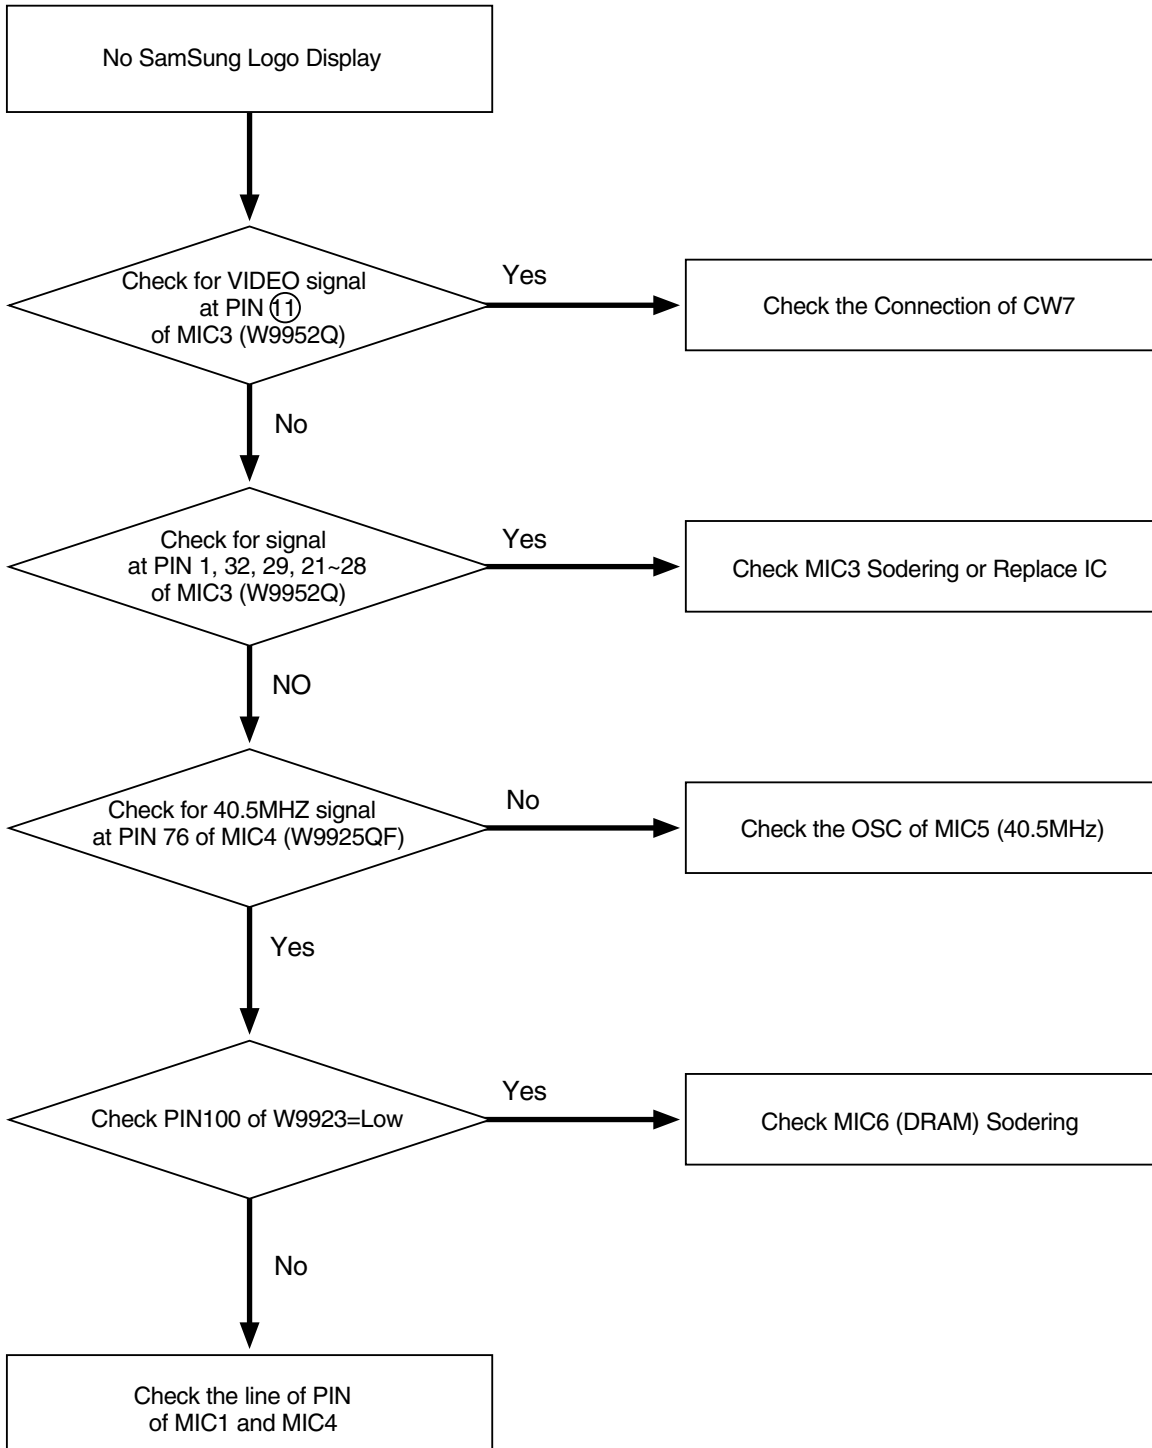 No SamSung Logo Display
Check for VIDEO signal
at PIN ⑪
of MIC3 (W9952Q)
Yes
Check the Connection of CW7
No
Check for signal
at PIN 1, 32, 29, 21~28
of MIC3 (W9952Q)
Yes
Check MIC3 Sodering or Replace IC
NO
Check for 40.5MHZ signal
at PIN 76 of MIC4 (W9925QF)
No
Check the OSC of MIC5 (40.5MHz)
Yes
Check PIN100 of W9923=Low
Yes
Check MIC6 (DRAM) Sodering
No
Check the line of PIN
of MIC1 and MIC4